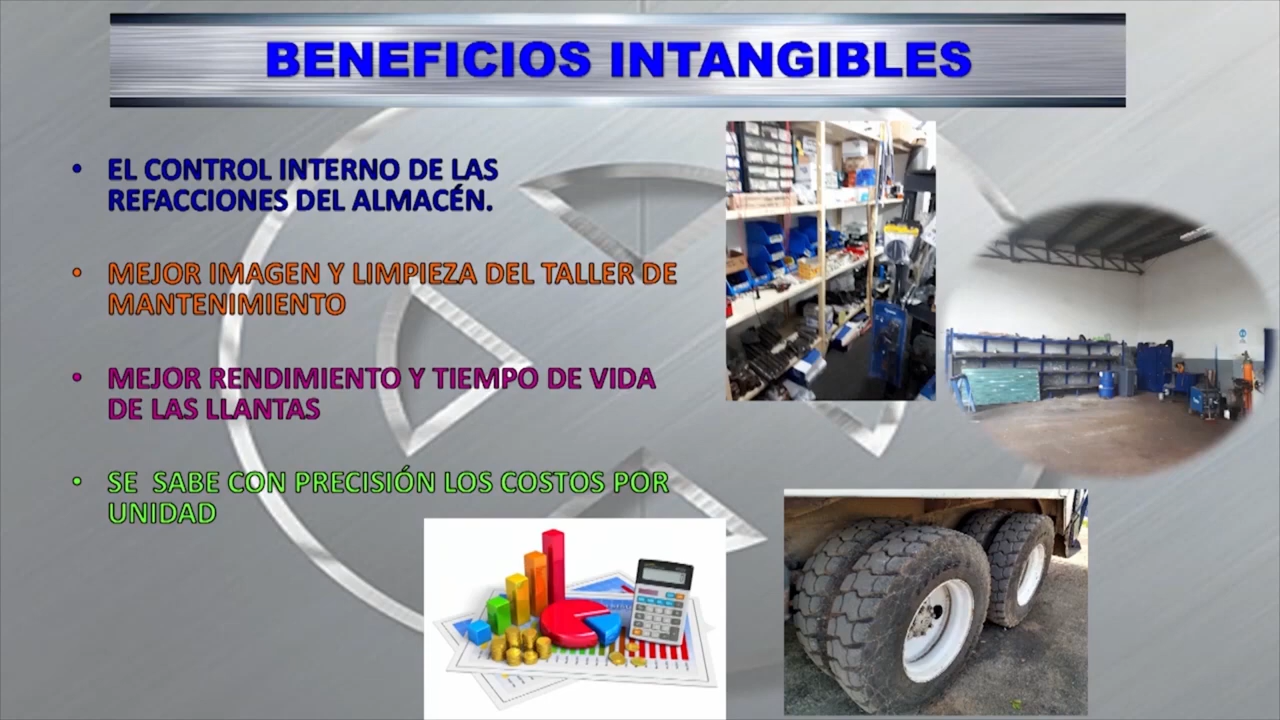 BENEFICIOS INTANGIBLES
• EL CONTROL INTERNO DE LAS
REFACCIONES DEL ALMACÉN.
• MEJOR IMAGEN Y LIMPIEZA DEL TALLER DE
MANTENIMIENTO
• MEJOR RENDIMIENTO Y TIEMPO DE VIDA
DE LAS LLANTAS
• SE SABE CON PRECISIÓN LOS COSTOS POR
UNIDAD